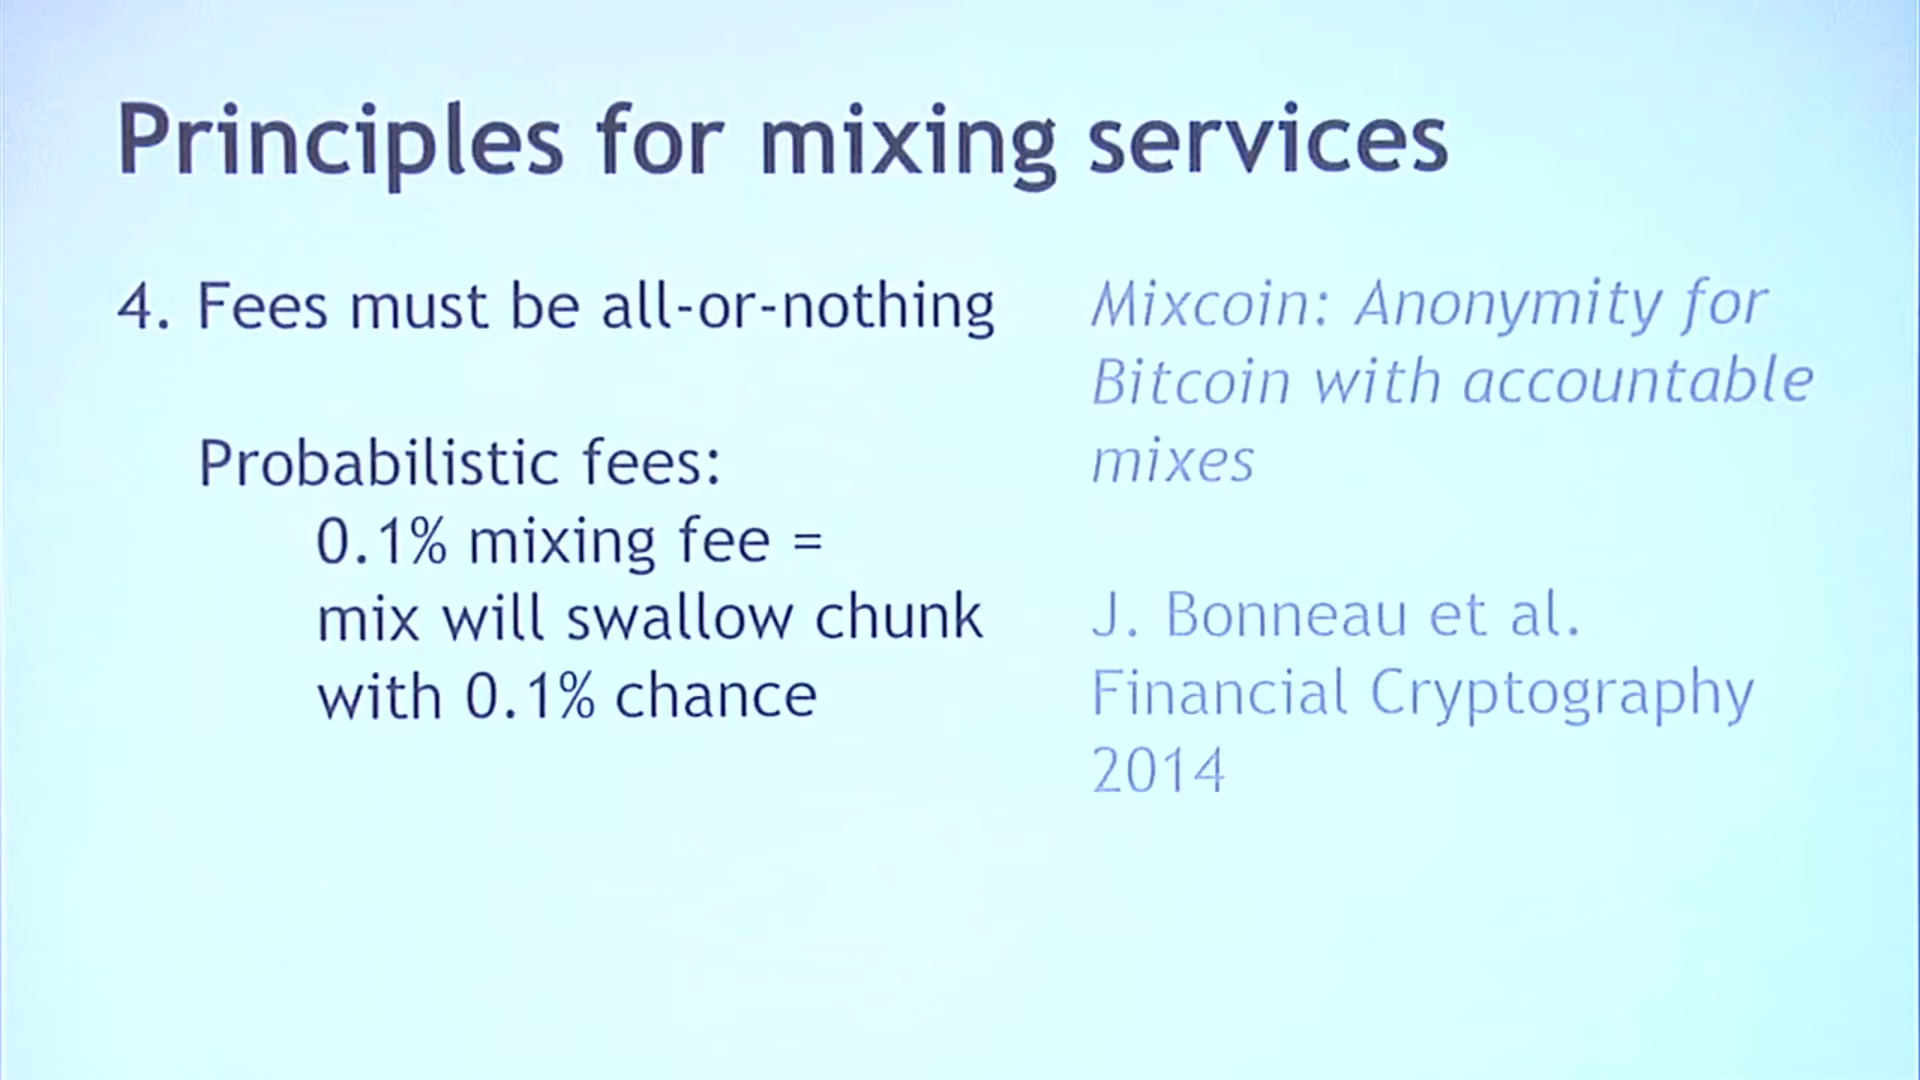 Principles for mixing services
4. Fees must be all-or-nothing
Probabilistic fees:
0.1% mixing fee =
mix will swallow chunk
with 0.1% chance
Mixcoin: Anonymity for
Bitcoin with accountable
mixes
J. Bonneau et al.
Financial Cryptography
2014